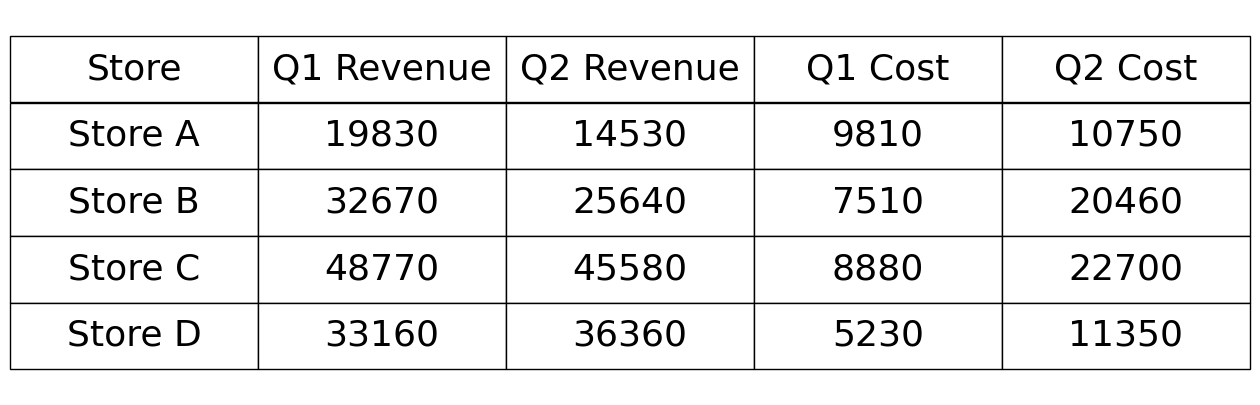 Store Q1 Revenue Q2 Revenue Q1 Cost Q2 Cost
Store A 19830 14530 9810 10750
Store B 32670 25640 7510 20460
Store C 48770 45580 8880 22700
Store D 33160 36360 5230 11350